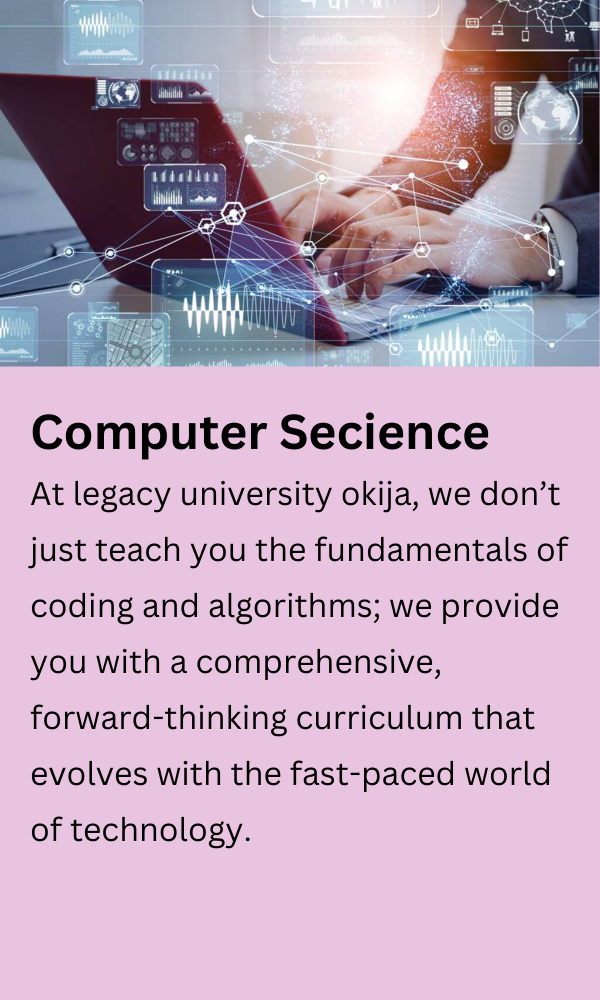 Computer Secience
At legacy university okija, we don’t
just teach you the fundamentals of
coding and algorithms; we provide
you with a comprehensive,
forward-thinking curriculum that
evolves with the fast-paced world
of technology.